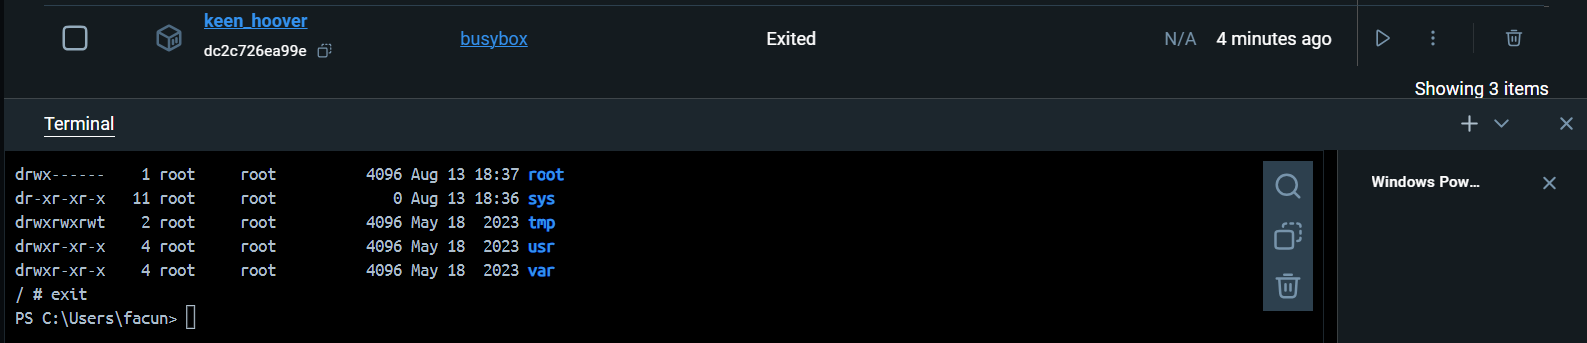 keen_hoover
dc2c726ea99e
busybox
Exited
N/A
4 minutes ago
Showing 3 items
Terminal
drwx------    1 root     root          4096 Aug 13 18:37 root
dr-xr-xr-x   11 root     root             0 Aug 13 18:36 sys
drwxrwxrwt    2 root     root          4096 May 18  2023 tmp
drwxr-xr-x    4 root     root          4096 May 18  2023 usr
drwxr-xr-x    4 root     root          4096 May 18  2023 var
/ # exit
PS C:\Users\facun>
Windows Pow...